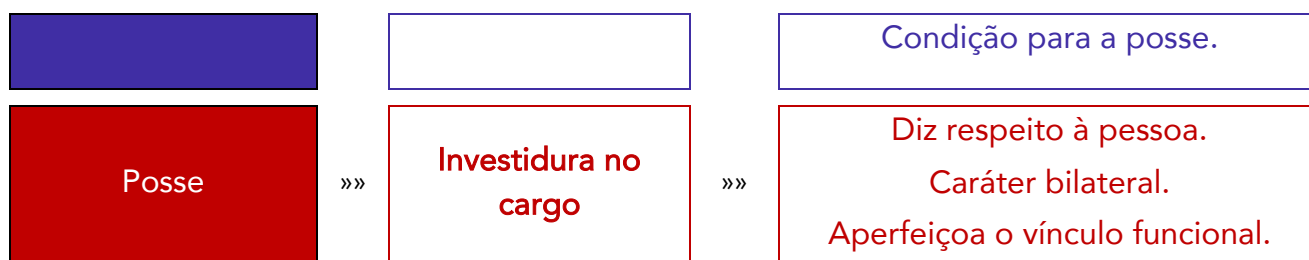 Condição para a posse.
Posse »» Investidura no cargo »» Diz respeito à pessoa.
Caráter bilateral.
Aperfeiçoa o vínculo funcional.